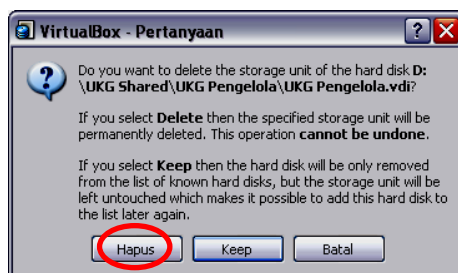 VirtualBox - Pertanyaan
Do you want to delete the storage unit of the hard disk D:
\UKG Shared\UKG Pengelola\UKG Pengelola.vdi?
If you select Delete then the specified storage unit will be
permanently deleted. This operation cannot be undone.
If you select Keep then the hard disk will be only removed
from the list of known hard disks, but the storage unit will be
left untouched which makes it possible to add this hard disk to
the list later again.
Hapus Keep Batal